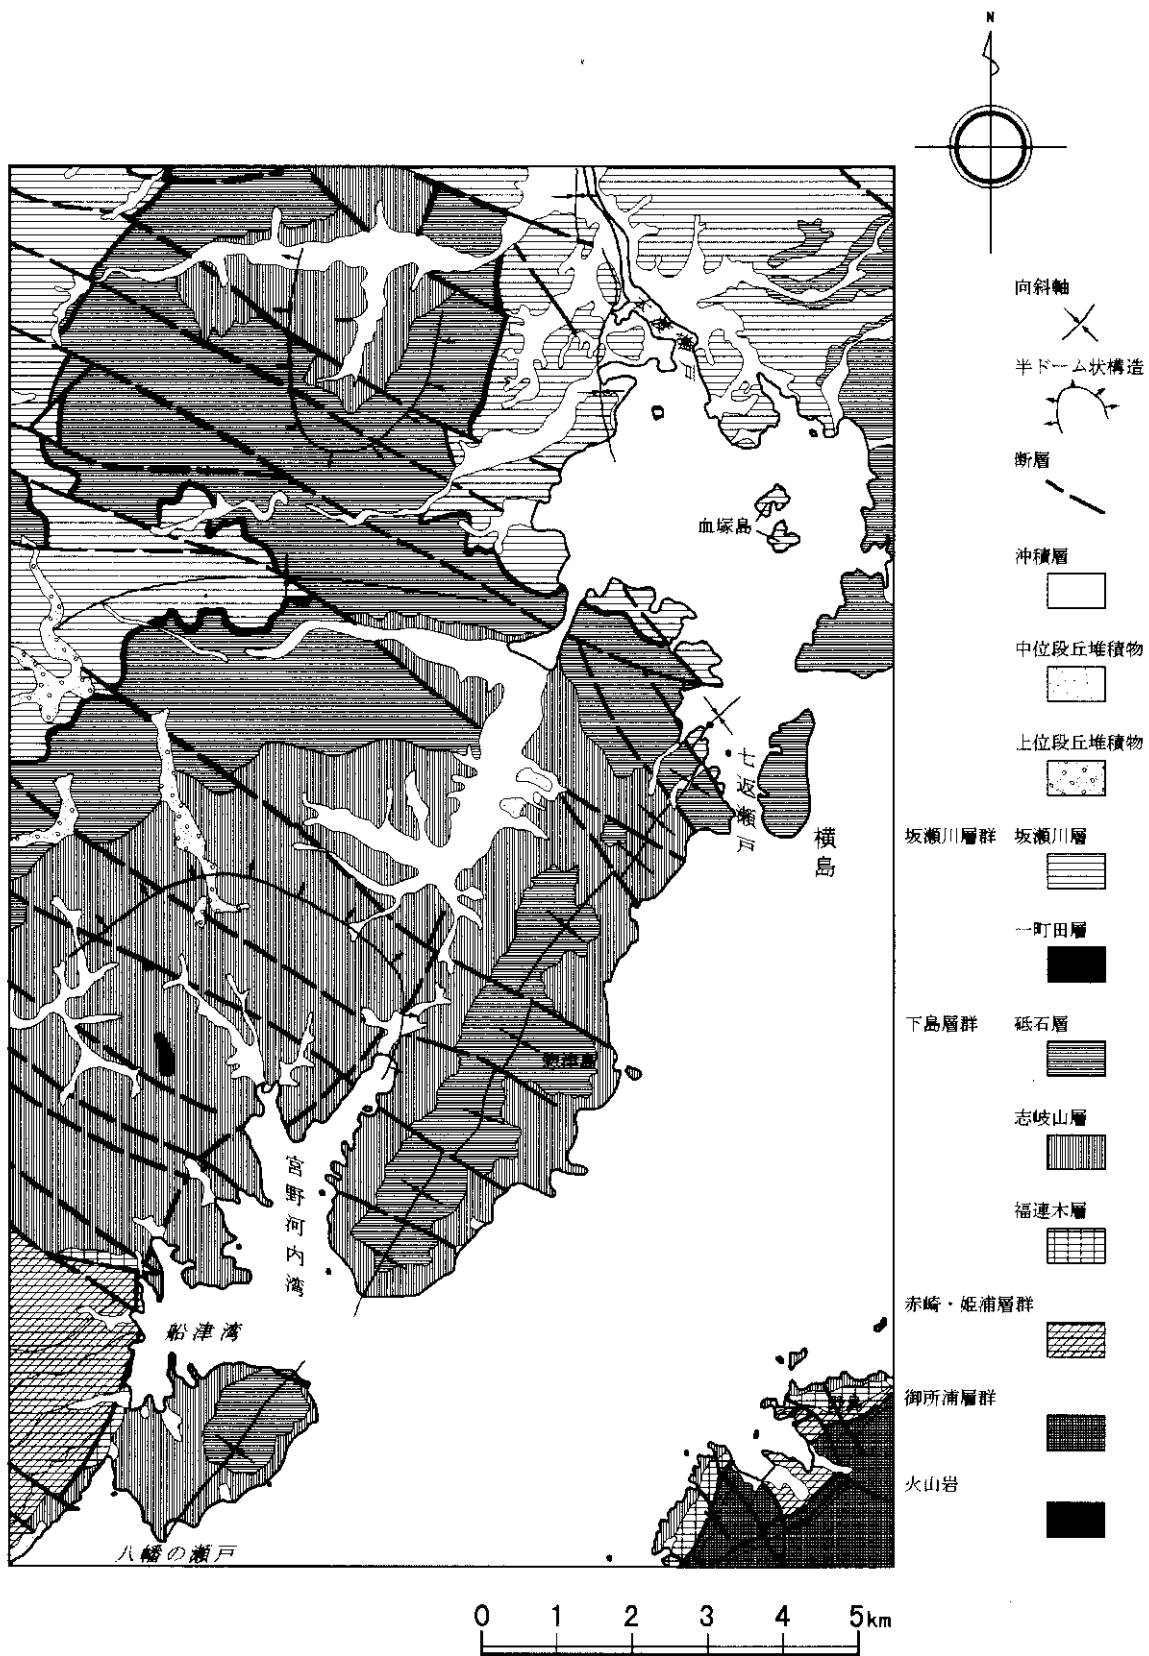 N
向斜軸
半ドーム状構造
断層
沖積層
中位段丘堆積物
上位段丘堆積物
坂瀬川層群 坂瀬川層
一町田層
下島層群 砥石層
志岐山層
福連木層
赤崎・姫浦層群
御所浦層群
火山岩
血塚島
七返瀬戸
横島
宮野河内湾
船津湾
八幡の瀬戸
0 1 2 3 4 5km